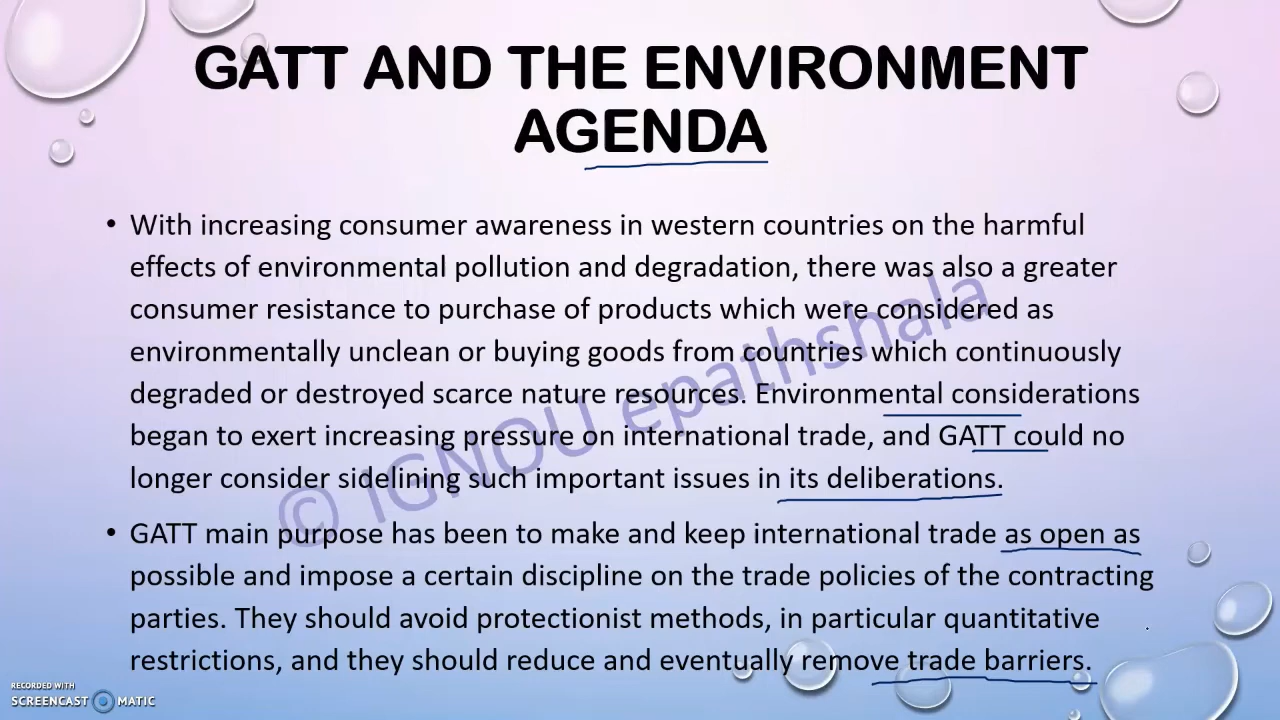 GATT AND THE ENVIRONMENT
AGENDA
• With increasing consumer awareness in western countries on the harmful
effects of environmental pollution and degradation, there was also a greater
consumer resistance to purchase of products which were considered as
environmentally unclean or buying goods from countries which continuously
degraded or destroyed scarce nature resources. Environmental considerations
began to exert increasing pressure on international trade, and GATT could no
longer consider sidelining such important issues in its deliberations.
• GATT main purpose has been to make and keep international trade as open as
possible and impose a certain discipline on the trade policies of the contracting
parties. They should avoid protectionist methods, in particular quantitative
restrictions, and they should reduce and eventually remove trade barriers.
© IGNOU epathshala
RECORDED WITH
SCREENCAST MATIC